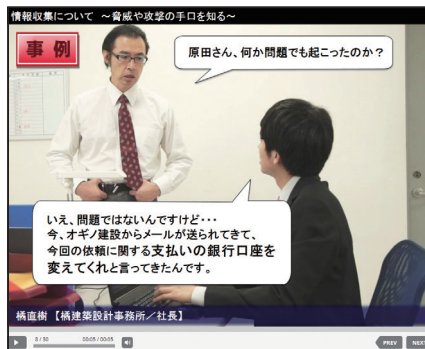 情報収集について ～脅威や攻撃の手口を知る～
事 例
原田さん、何か問題でも起こったのか？
いえ、問題ではないんですけど・・・
今、オギノ建設からメールが送られてきて、
今回の依頼に関する支払いの銀行口座を
変えてくれと言ってきたんです。
橘直樹 【橘建築設計事務所／社長】
8 / 30
00:05 / 00:05
PREV
NEXT